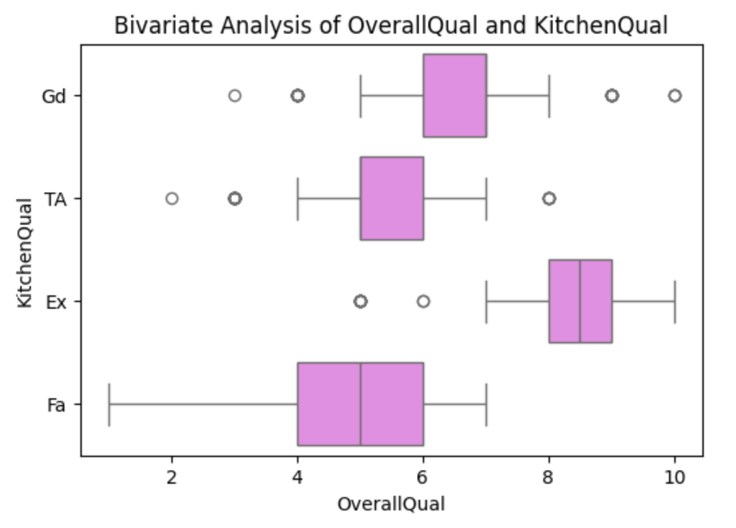 Bivariate Analysis of OverallQual and KitchenQual
KitchenQual
Gd
TA
Ex
Fa
2 4 6 8 10
OverallQual